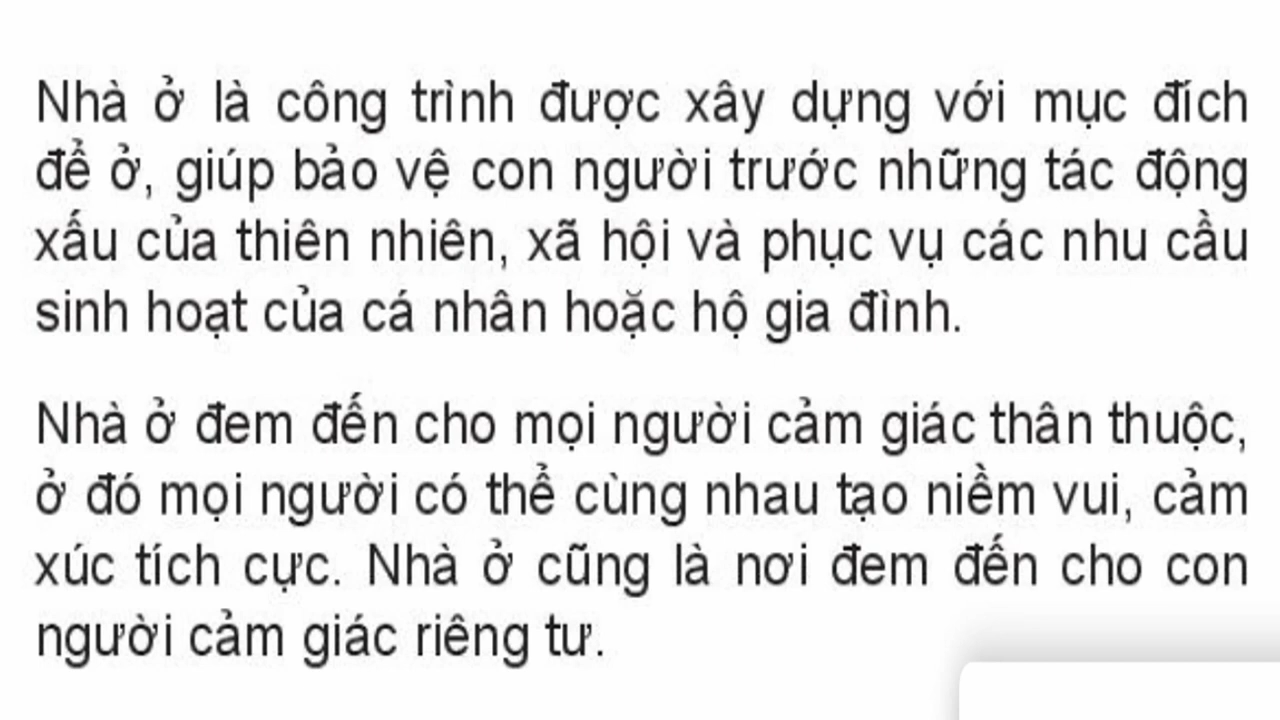 Nhà ở là công trình được xây dựng với mục đích
để ở, giúp bảo vệ con người trước những tác động
xấu của thiên nhiên, xã hội và phục vụ các nhu cầu
sinh hoạt của cá nhân hoặc hộ gia đình.
Nhà ở đem đến cho mọi người cảm giác thân thuộc,
ở đó mọi người có thể cùng nhau tạo niềm vui, cảm
xúc tích cực. Nhà ở cũng là nơi đem đến cho con
người cảm giác riêng tư.